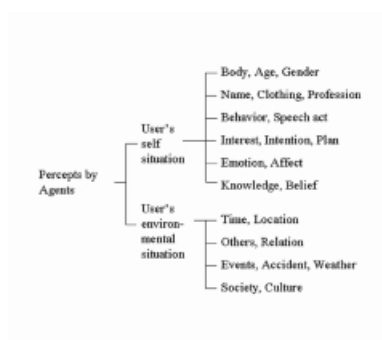 Percepts by
Agents
User's
self
situation
Body, Age, Gender
Name, Clothing, Profession
Behavior, Speech act
Interest, Intention, Plan
Emotion, Affect
Knowledge, Belief
User's
environ-
mental
situation
Time, Location
Others, Relation
Events, Accident, Weather
Society, Culture